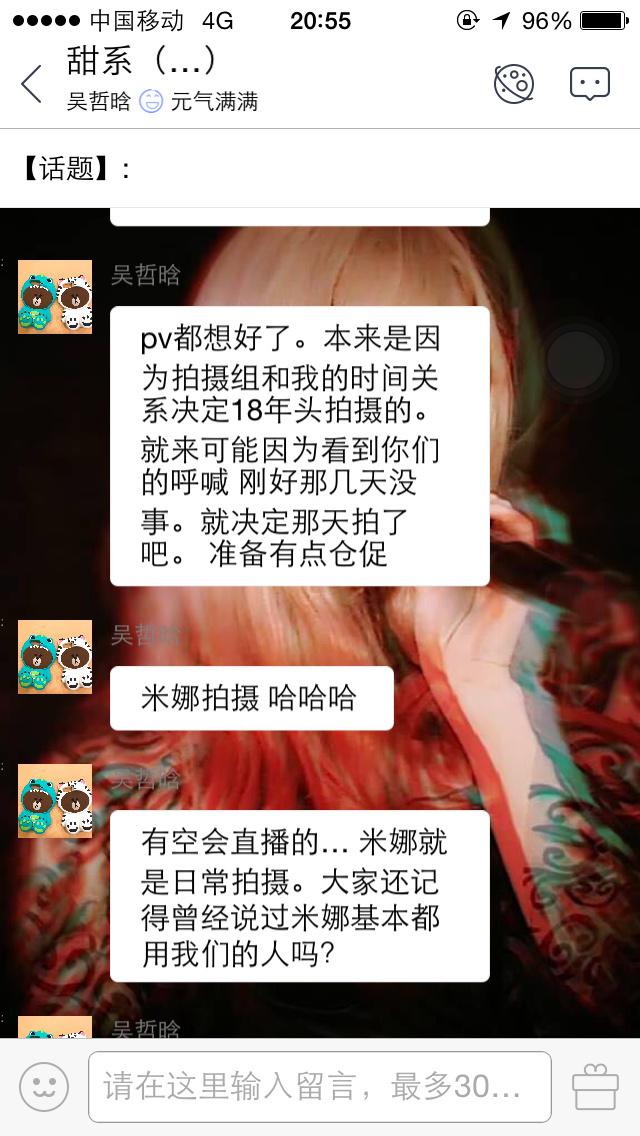 中国移动 4G 20:55 96%
甜系（...）
吴哲晗 元气满满
【话题】:
吴哲晗
pv都想好了。本来是因
为拍摄组和我的时间关
系决定18年头拍摄的。
就来可能因为看到你们
的呼喊 刚好那几天没
事。就决定那天拍了
吧。 准备有点仓促
吴哲晗
米娜拍摄 哈哈哈
吴哲晗
有空会直播的... 米娜就
是日常拍摄。大家还记
得曾经说过米娜基本都
用我们的人吗?
吴哲晗
请在这里输入留言，最多30...